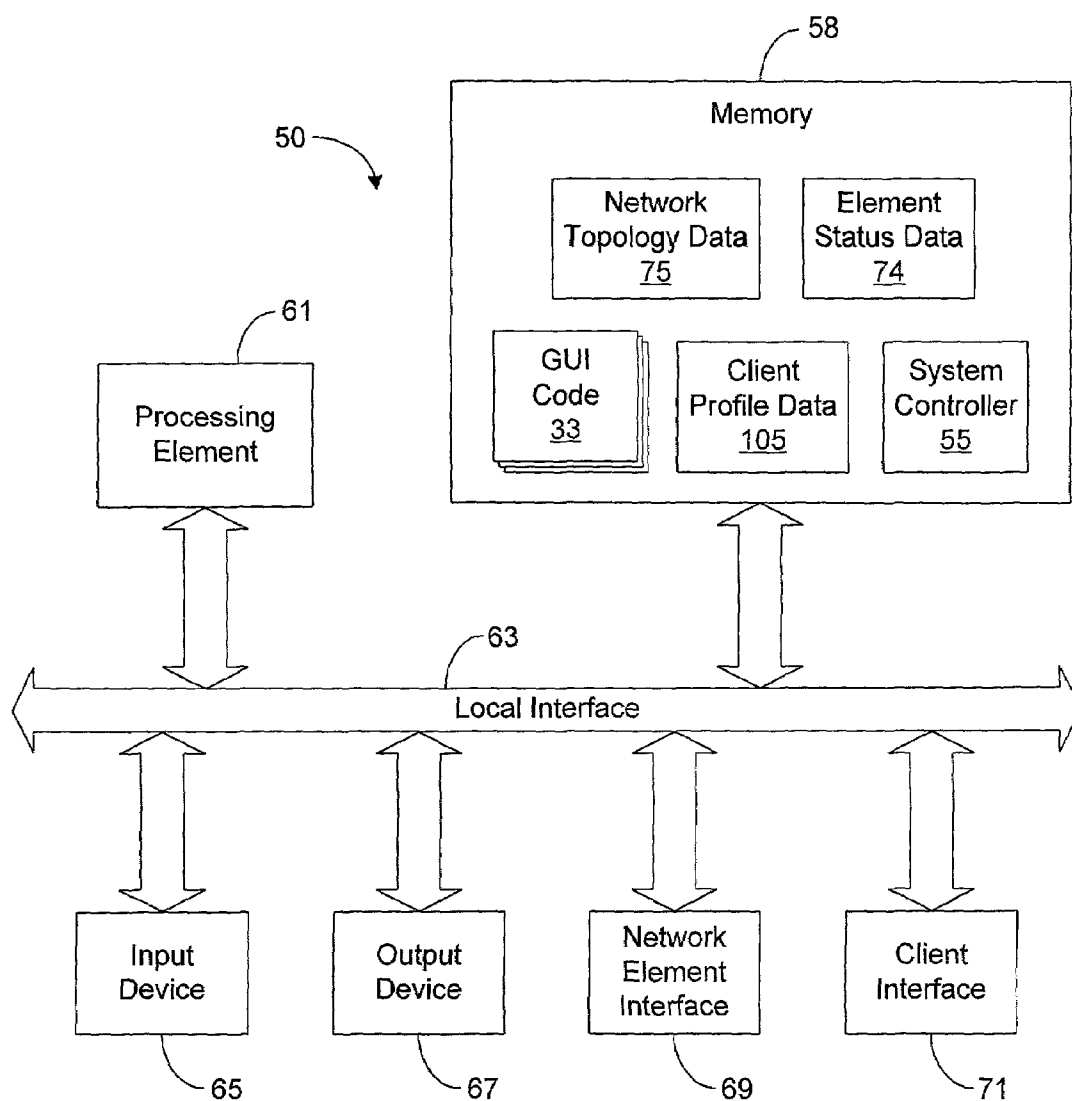 58
Memory
50
Network
Topology Data
75
Element
Status Data
74
61
Processing
Element
GUI
Code
33
Client
Profile Data
105
System
Controller
55
63
Local Interface
Input
Device
Output
Device
Network
Element
Interface
Client
Interface
65
67
69
71